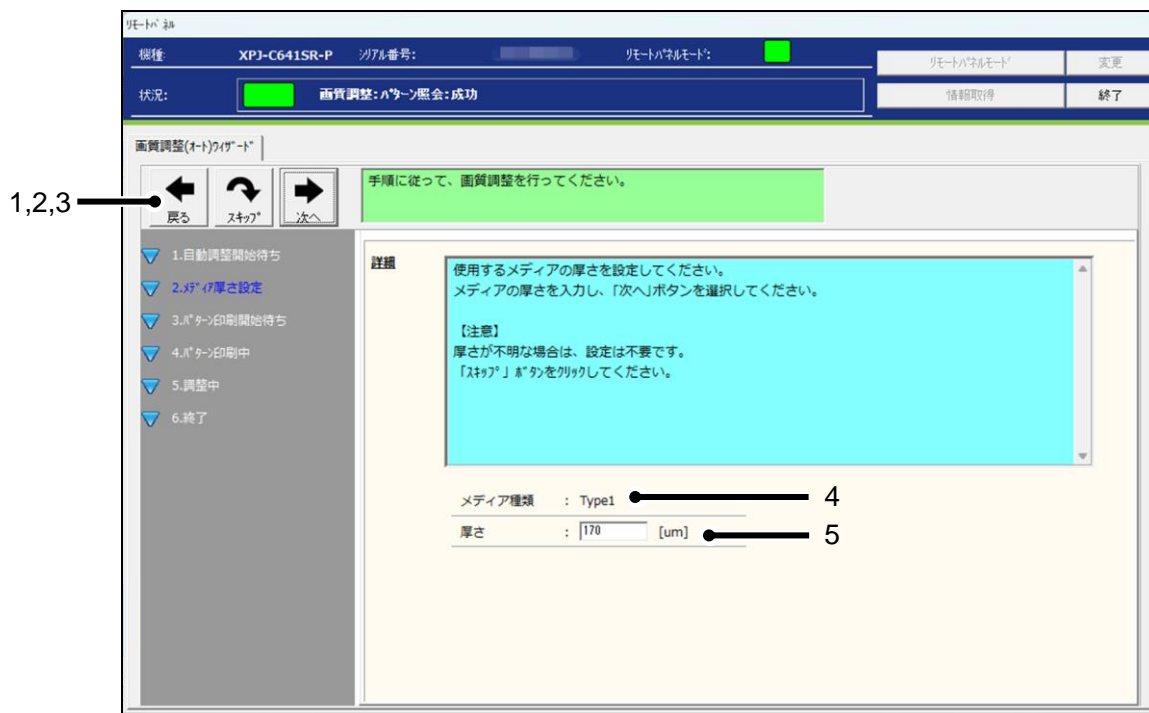 ﾘﾓｰﾄﾊﾟﾈﾙ
機種: XPJ-C641SR-P ｼﾘｱﾙ番号: ﾘﾓｰﾄﾊﾟﾈﾙﾓｰﾄﾞ:
ﾘﾓｰﾄﾊﾟﾈﾙﾓｰﾄﾞ 変更
状況: 画質調整:ﾊﾟﾀｰﾝ照会:成功
情報取得 終了
画質調整(ｵｰﾄ)ｳｨｻﾞｰﾄﾞ
手順に従って、画質調整を行ってください。
1,2,3
戻る ｽｷｯﾌﾟ 次へ
1.自動調整開始待ち
2.ﾒﾃﾞｨｱ厚さ設定
3.ﾊﾟﾀｰﾝ印刷開始待ち
4.ﾊﾟﾀｰﾝ印刷中
5.調整中
6.終了
詳細
使用するメディアの厚さを設定してください。
メディアの厚さを入力し、「次へ」ボタンを選択してください。
【注意】
厚さが不明な場合は、設定は不要です。
「ｽｷｯﾌﾟ」ﾎﾞﾀﾝをｸﾘｯｸしてください。
メディア種類 : Type1 4
厚さ : 170 [um] 5